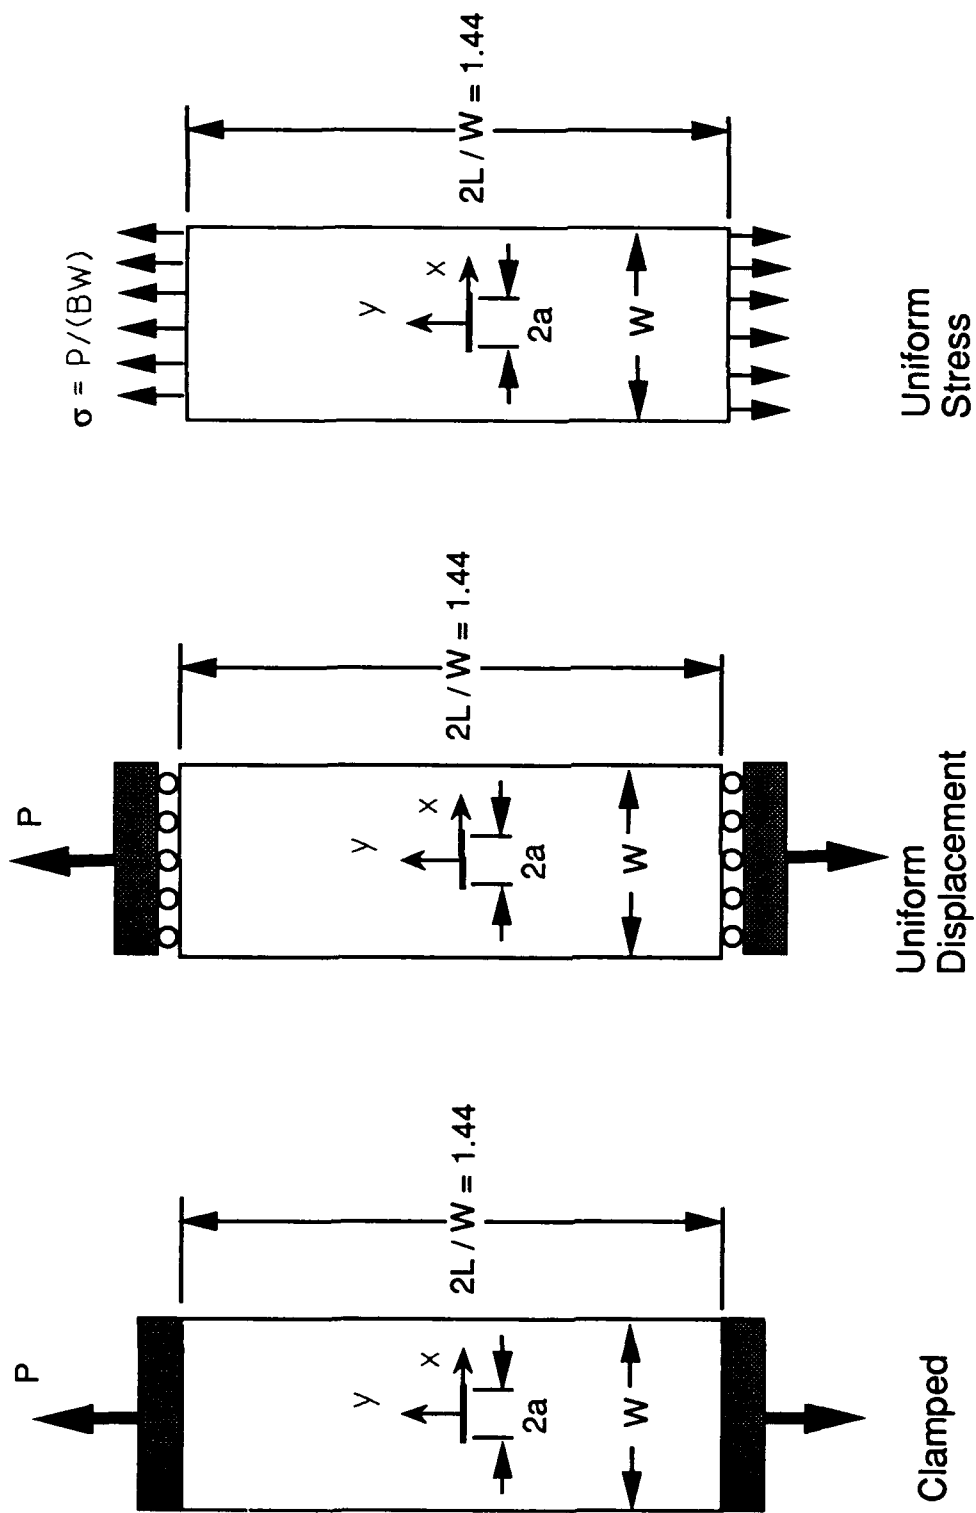 P
2L / W = 1.44
y
x
2a
W
Clamped
P
2L / W = 1.44
y
x
2a
W
Uniform
Displacement
σ = P/(BW)
2L / W = 1.44
y
x
2a
W
Uniform
Stress